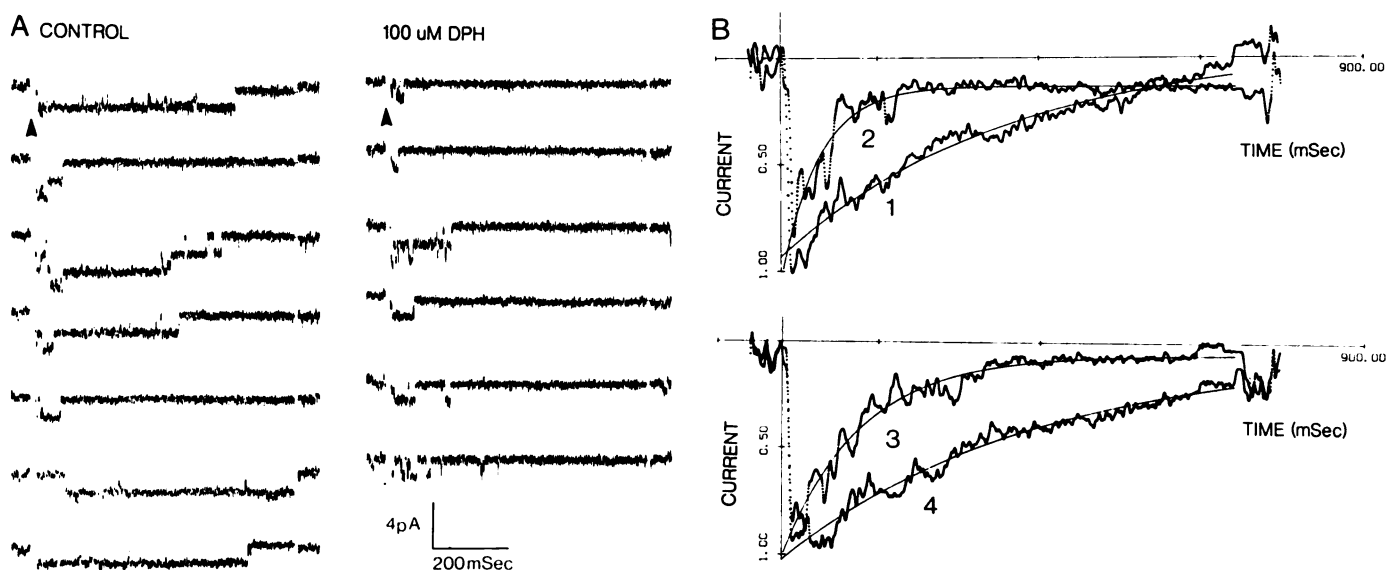 A CONTROL
100 uM DPH
4pA
200mSec
B
900.00
TIME (mSec)
CURRENT
0.50
1.00
2
1
900.00
TIME (mSec)
CURRENT
0.50
1.00
3
4